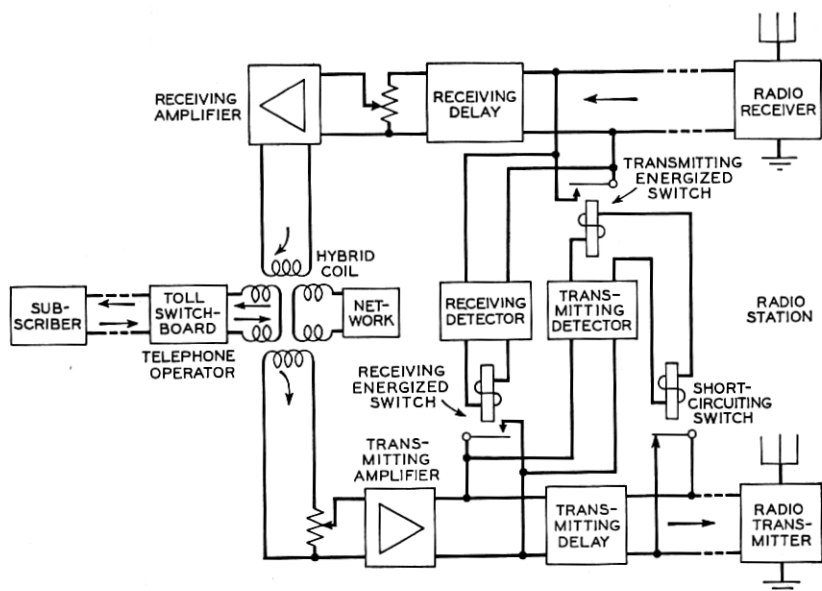 RECEIVING
AMPLIFIER
RECEIVING
DELAY
RADIO
RECEIVER
TRANSMITTING
ENERGIZED
SWITCH
HYBRID
COIL
SUB-
SCRIBER
TOLL
SWITCH-
BOARD
NET-
WORK
TELEPHONE OPERATOR
RECEIVING
DETECTOR
TRANS-
MITTING
DETECTOR
RADIO
STATION
RECEIVING
ENERGIZED
SWITCH
SHORT-
CIRCUITING
SWITCH
TRANS-
MITTING
AMPLIFIER
TRANS-
MITTING
DELAY
RADIO
TRANS-
MITTER